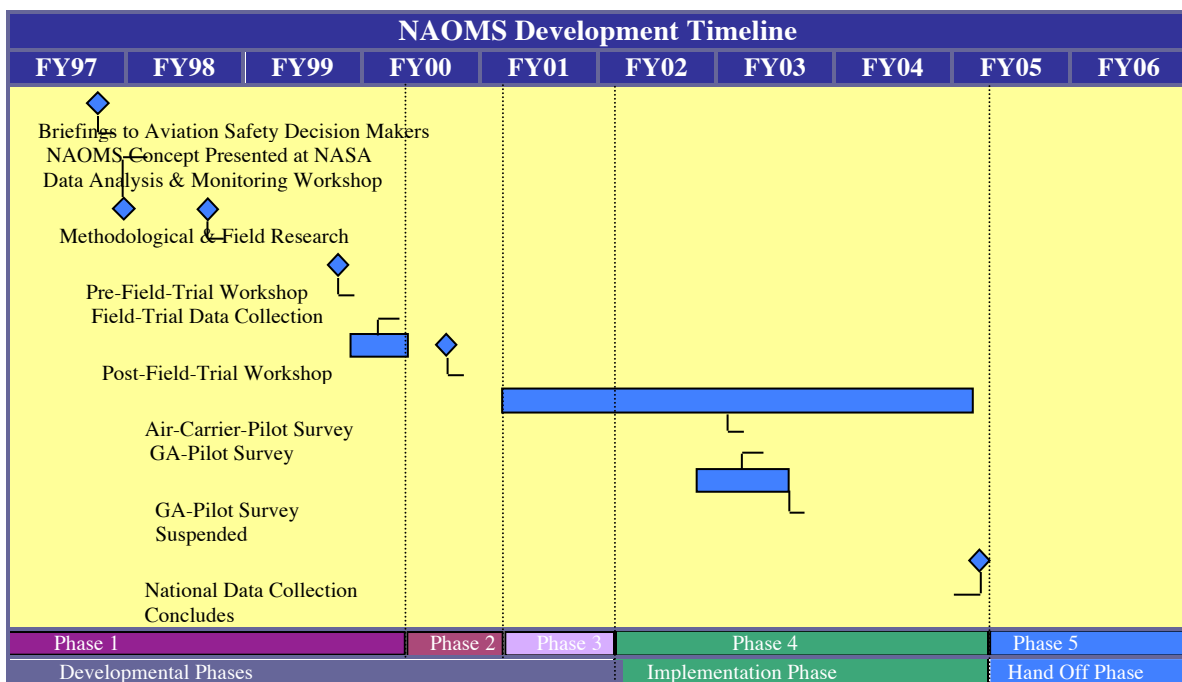 NAOMS Development Timeline
FY97 FY98 FY99 FY00 FY01 FY02 FY03 FY04 FY05 FY06
Briefings to Aviation Safety Decision Makers
NAOMS Concept Presented at NASA
Data Analysis & Monitoring Workshop
Methodological & Field Research
Pre-Field-Trial Workshop
Field-Trial Data Collection
Post-Field-Trial Workshop
Air-Carrier-Pilot Survey
GA-Pilot Survey
GA-Pilot Survey
Suspended
National Data Collection
Concludes
Phase 1 Phase 2 Phase 3 Phase 4 Phase 5
Developmental Phases Implementation Phase Hand Off Phase